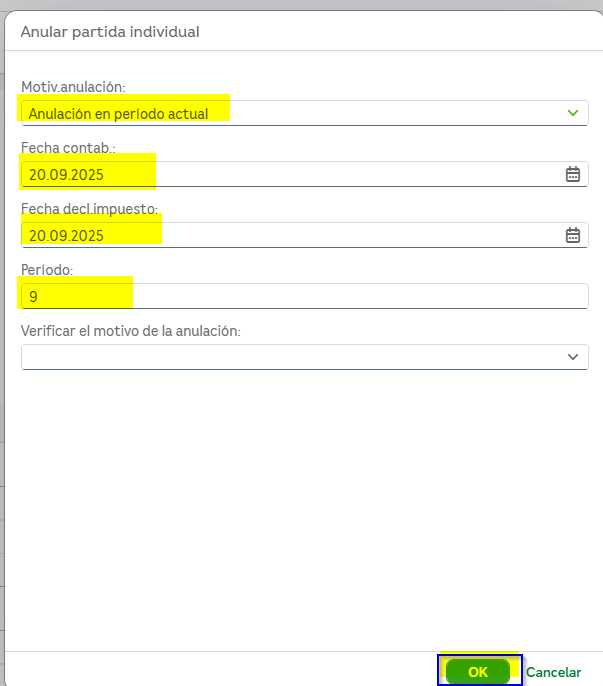 Anular partida individual
Motiv.anulación:
Anulación en período actual
Fecha contab.:
20.09.2025
Fecha decl.impuesto:
20.09.2025
Período:
9
Verificar el motivo de la anulación:
OK Cancelar